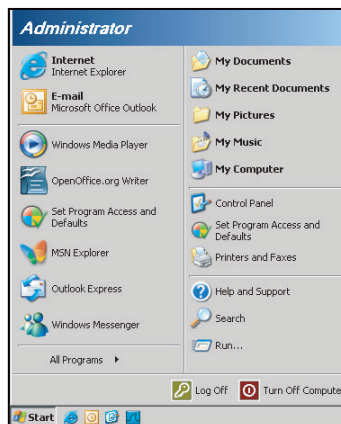 Administrator
Internet
Internet Explorer
E-mail
Microsoft Office Outlook
Windows Media Player
OpenOffice.org Writer
Set Program Access and
Defaults
MSN Explorer
Outlook Express
Windows Messenger
All Programs
My Documents
My Recent Documents
My Pictures
My Music
My Computer
Control Panel
Set Program Access and
Defaults
Printers and Faxes
Help and Support
Search
Run...
Log Off
Turn Off Compute
Start